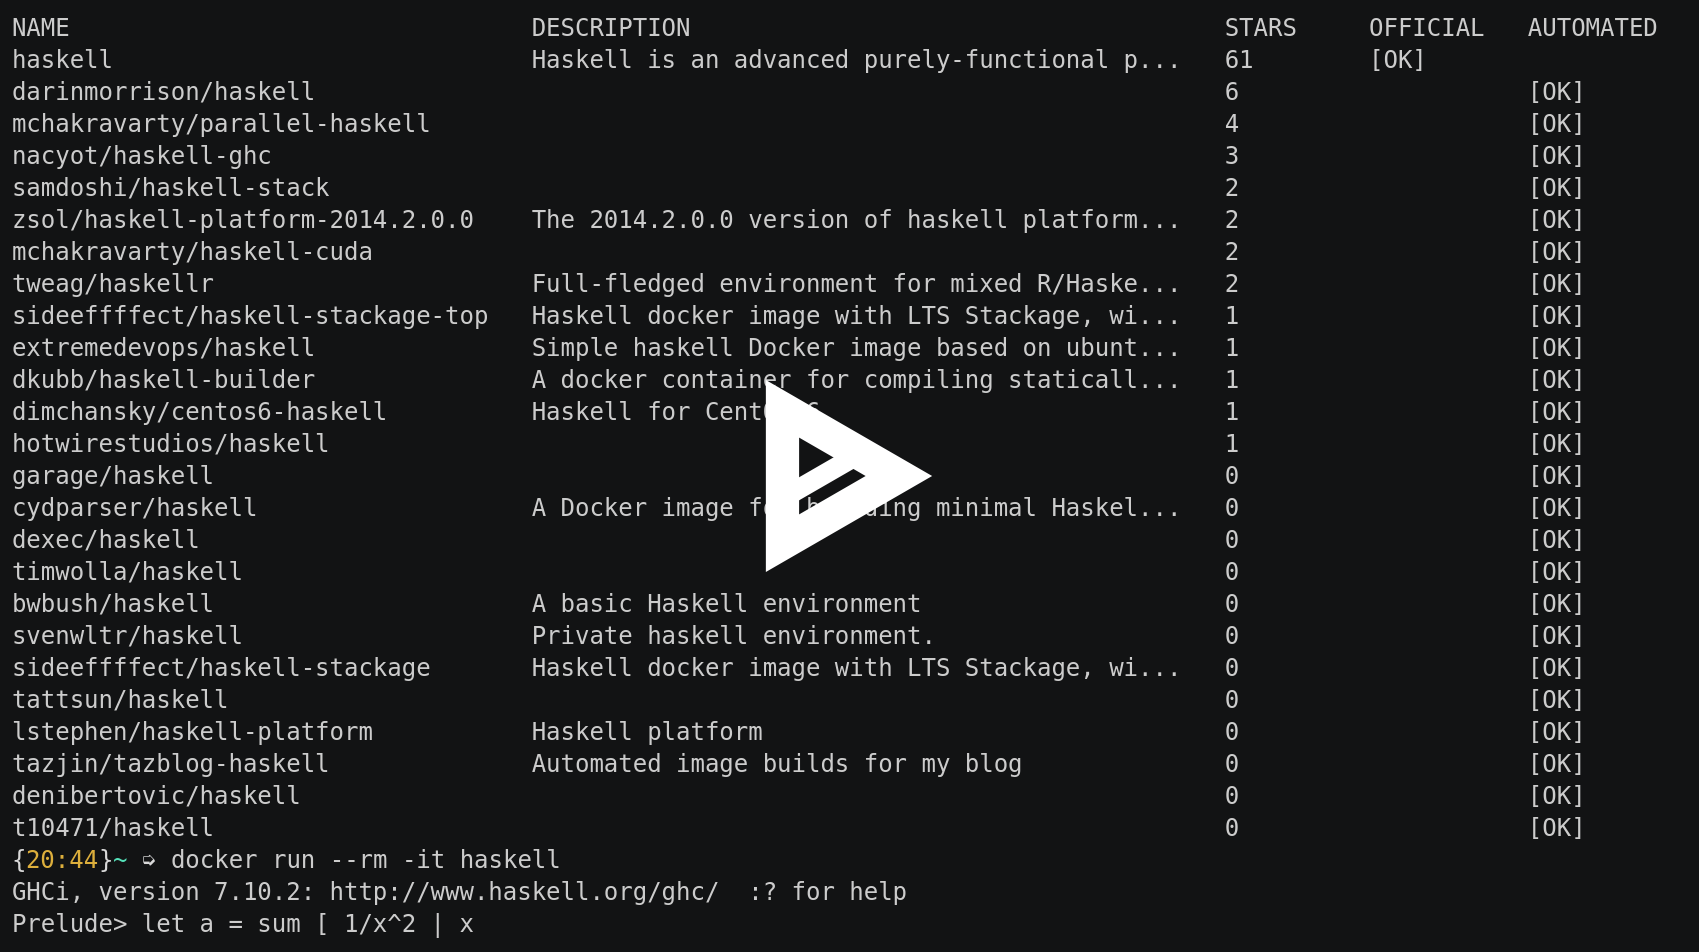 NAME DESCRIPTION STARS OFFICIAL AUTOMATED
haskell Haskell is an advanced purely-functional p... 61 [OK]
darinmorrison/haskell 6 [OK]
mchakravarty/parallel-haskell 4 [OK]
nacyot/haskell-ghc 3 [OK]
samdoshi/haskell-stack 2 [OK]
zsol/haskell-platform-2014.2.0.0 The 2014.2.0.0 version of haskell platform... 2 [OK]
mchakravarty/haskell-cuda 2 [OK]
tweag/haskellr Full-fledged environment for mixed R/Haske... 2 [OK]
sideeffffect/haskell-stackage-top Haskell docker image with LTS Stackage, wi... 1 [OK]
extremedevops/haskell Simple haskell Docker image based on ubunt... 1 [OK]
dkubb/haskell-builder A docker container for compiling staticall... 1 [OK]
dimchansky/centos6-haskell Haskell for 1 [OK]
hotwirestudios/haskell 1 [OK]
garage/haskell 0 [OK]
cydparser/haskell A Docker image minimal Haskel... 0 [OK]
dexec/haskell 0 [OK]
timwolla/haskell 0 [OK]
bwbush/haskell A basic Haskell environment 0 [OK]
svenwltr/haskell Private haskell environment. 0 [OK]
sideeffffect/haskell-stackage Haskell docker image with LTS Stackage, wi... 0 [OK]
tattsun/haskell 0 [OK]
lstephen/haskell-platform Haskell platform 0 [OK]
tazjin/tazblog-haskell Automated image builds for my blog 0 [OK]
denibertovic/haskell 0 [OK]
t10471/haskell 0 [OK]
{20:44}~ ➭ docker run --rm -it haskell
GHCi, version 7.10.2: http://www.haskell.org/ghc/ :? for help
Prelude> let a = sum [ 1/x^2 | x